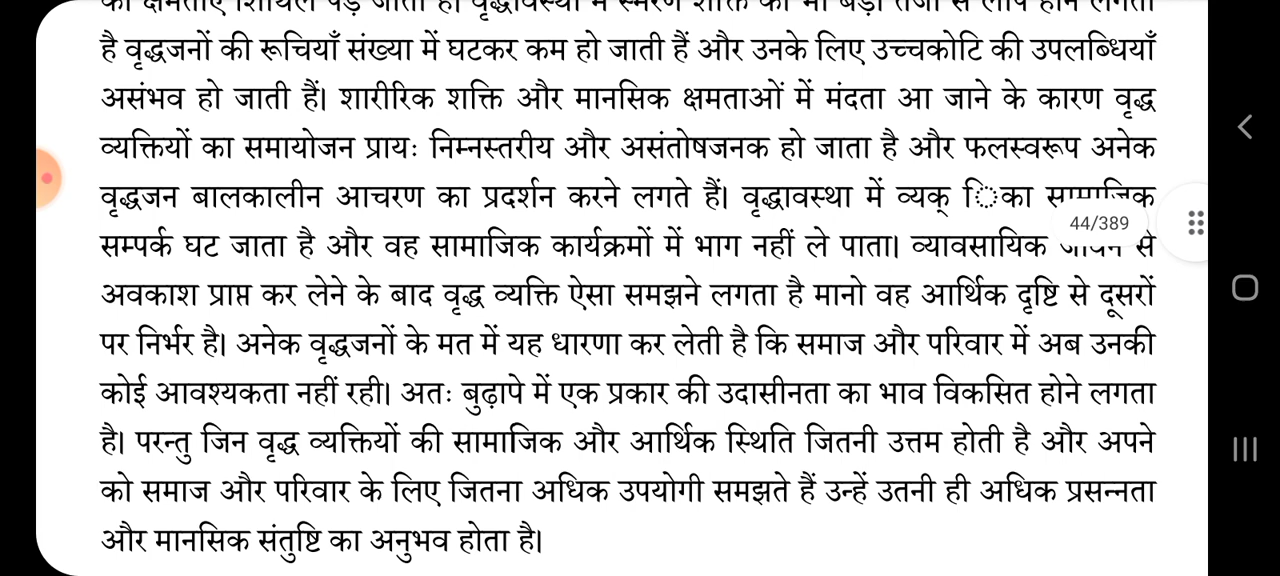 है वृद्धजनों की रूचियाँ संख्या में घटकर कम हो जाती हैं और उनके लिए उच्चकोटि की उपलब्धियाँ
असंभव हो जाती हैं। शारीरिक शक्ति और मानसिक क्षमताओं में मंदता आ जाने के कारण वृद्ध
व्यक्तियों का समायोजन प्रायः निम्नस्तरीय और असंतोषजनक हो जाता है और फलस्वरूप अनेक
वृद्धजन बालकालीन आचरण का प्रदर्शन करने लगते हैं। वृद्धावस्था में व्यक् िका सामाजिक
44/389
सम्पर्क घट जाता है और वह सामाजिक कार्यक्रमों में भाग नहीं ले पाता। व्यावसायिक से
अवकाश प्राप्त कर लेने के बाद वृद्ध व्यक्ति ऐसा समझने लगता है मानो वह आर्थिक दृष्टि से दूसरों
पर निर्भर है। अनेक वृद्धजनों के मत में यह धारणा कर लेती है कि समाज और परिवार में अब उनकी
कोई आवश्यकता नहीं रही। अतः बुढ़ापे में एक प्रकार की उदासीनता का भाव विकसित होने लगता
है। परन्तु जिन वृद्ध व्यक्तियों की सामाजिक और आर्थिक स्थिति जितनी उत्तम होती है और अपने
को समाज और परिवार के लिए जितना अधिक उपयोगी समझते हैं उन्हें उतनी ही अधिक प्रसन्नता
और मानसिक संतुष्टि का अनुभव होता है।